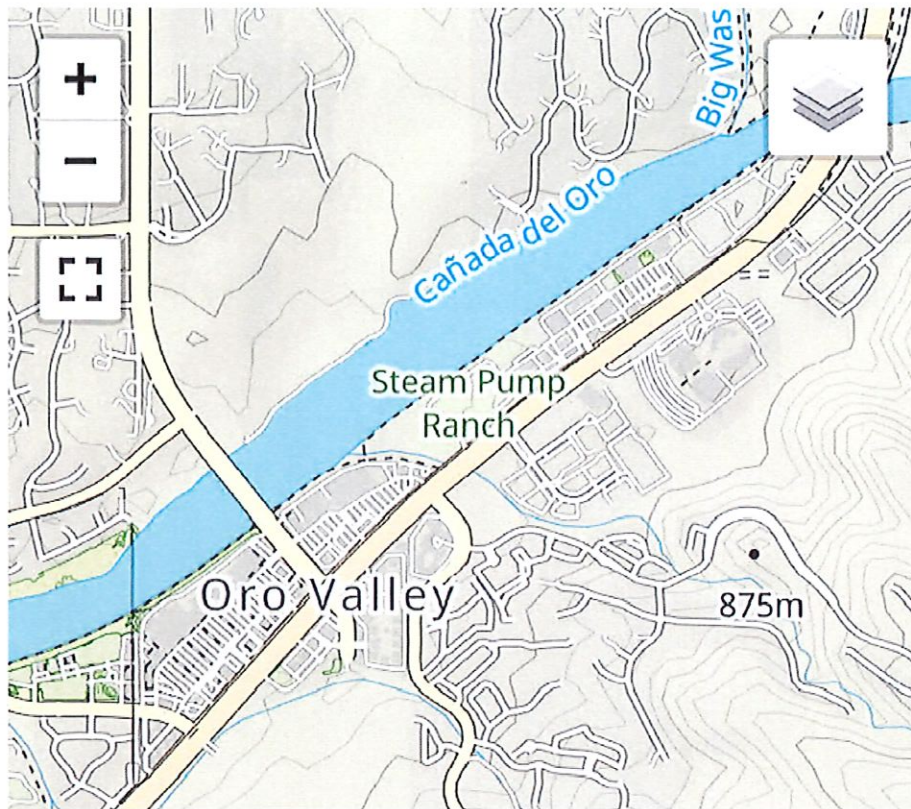 +
−
Big Was
Cañada del Oro
Steam Pump
Ranch
Oro Valley
875m